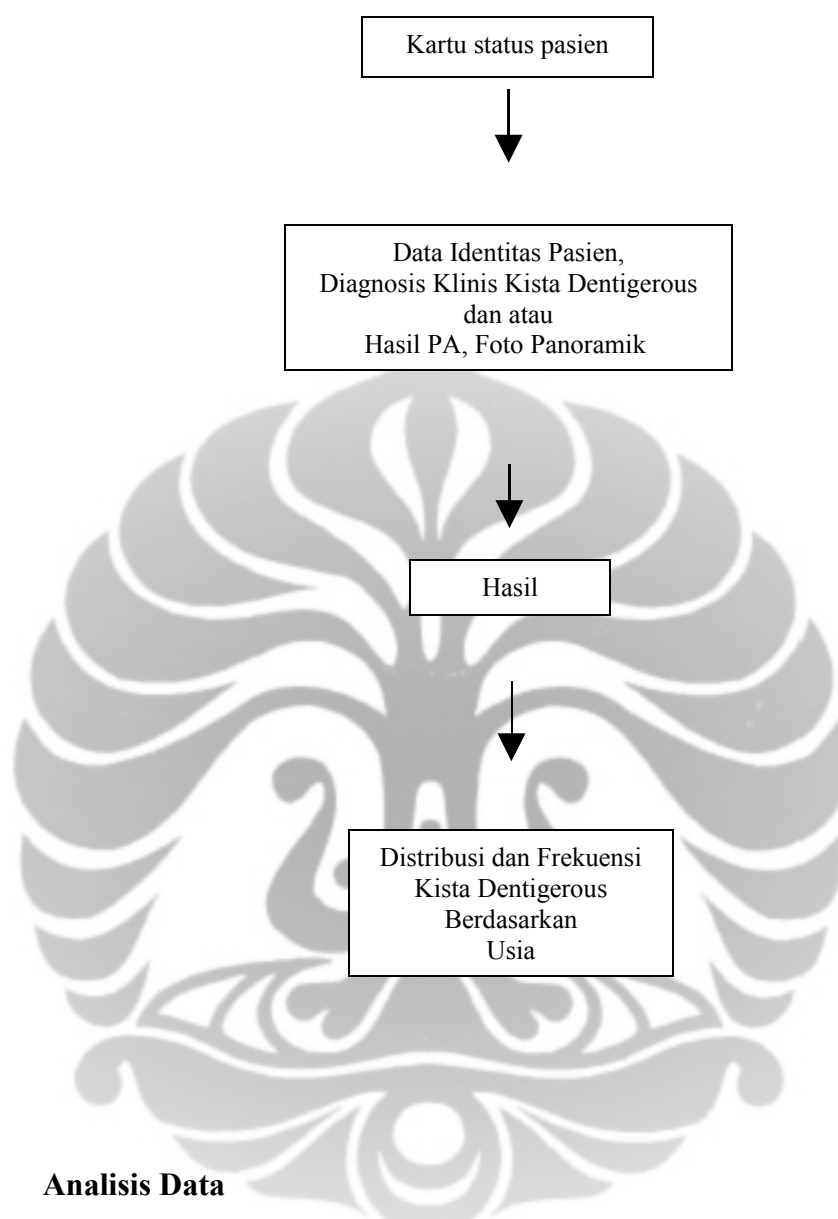 Kartu status pasien
Data Identitas Pasien,
Diagnosis Klinis Kista Dentigerous
dan atau
Hasil PA, Foto Panoramik
Hasil
Distribusi dan Frekuensi
Kista Dentigerous
Berdasarkan
Usia
Analisis Data